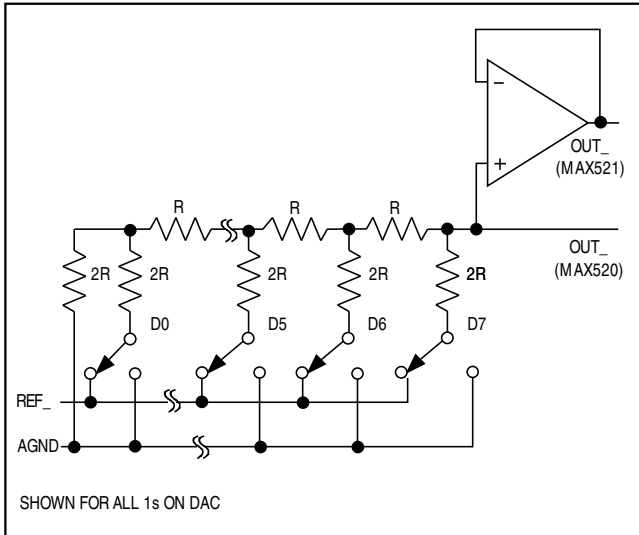 −
+
OUT_
(MAX521)
R
R
R
OUT_
(MAX520)
2R
2R
2R
2R
2R
D0
D5
D6
D7
REF_
AGND
SHOWN FOR ALL 1s ON DAC